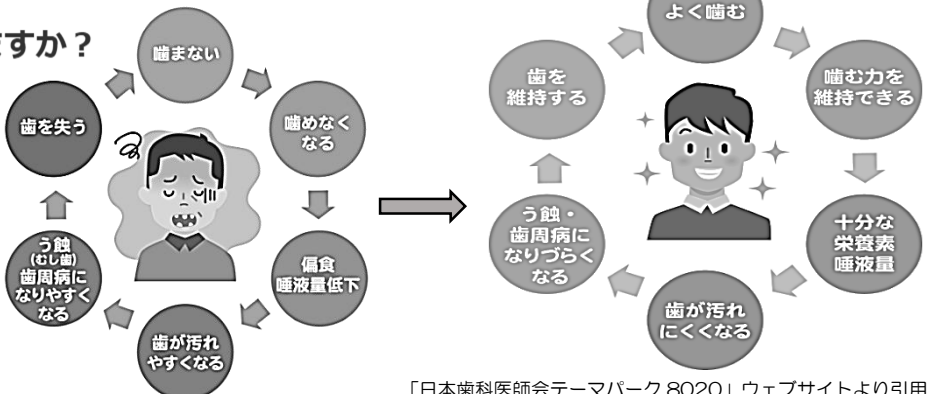 すか？
噛まない
噛めなく
なる
偏食
唾液量低下
歯が汚れ
やすくなる
う蝕
(むし歯)
歯周病に
なりやすく
なる
歯を失う
よく噛む
噛む力を
維持できる
十分な
栄養素
唾液量
歯が汚れ
にくくなる
う蝕・
歯周病に
なりづらく
なる
歯を
維持する
「日本歯科医師会テーマパーク8020」ウェブサイトより引用